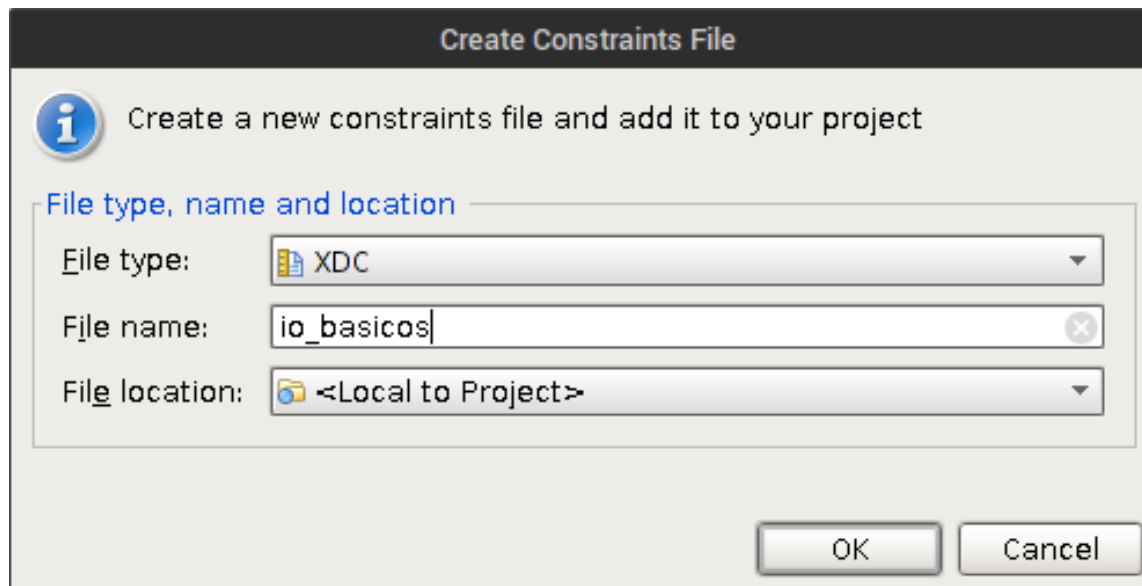 Create Constraints File
Create a new constraints file and add it to your project
File type, name and location
File type: XDC
File name: io_basicos
File location: <Local to Project>
OK Cancel